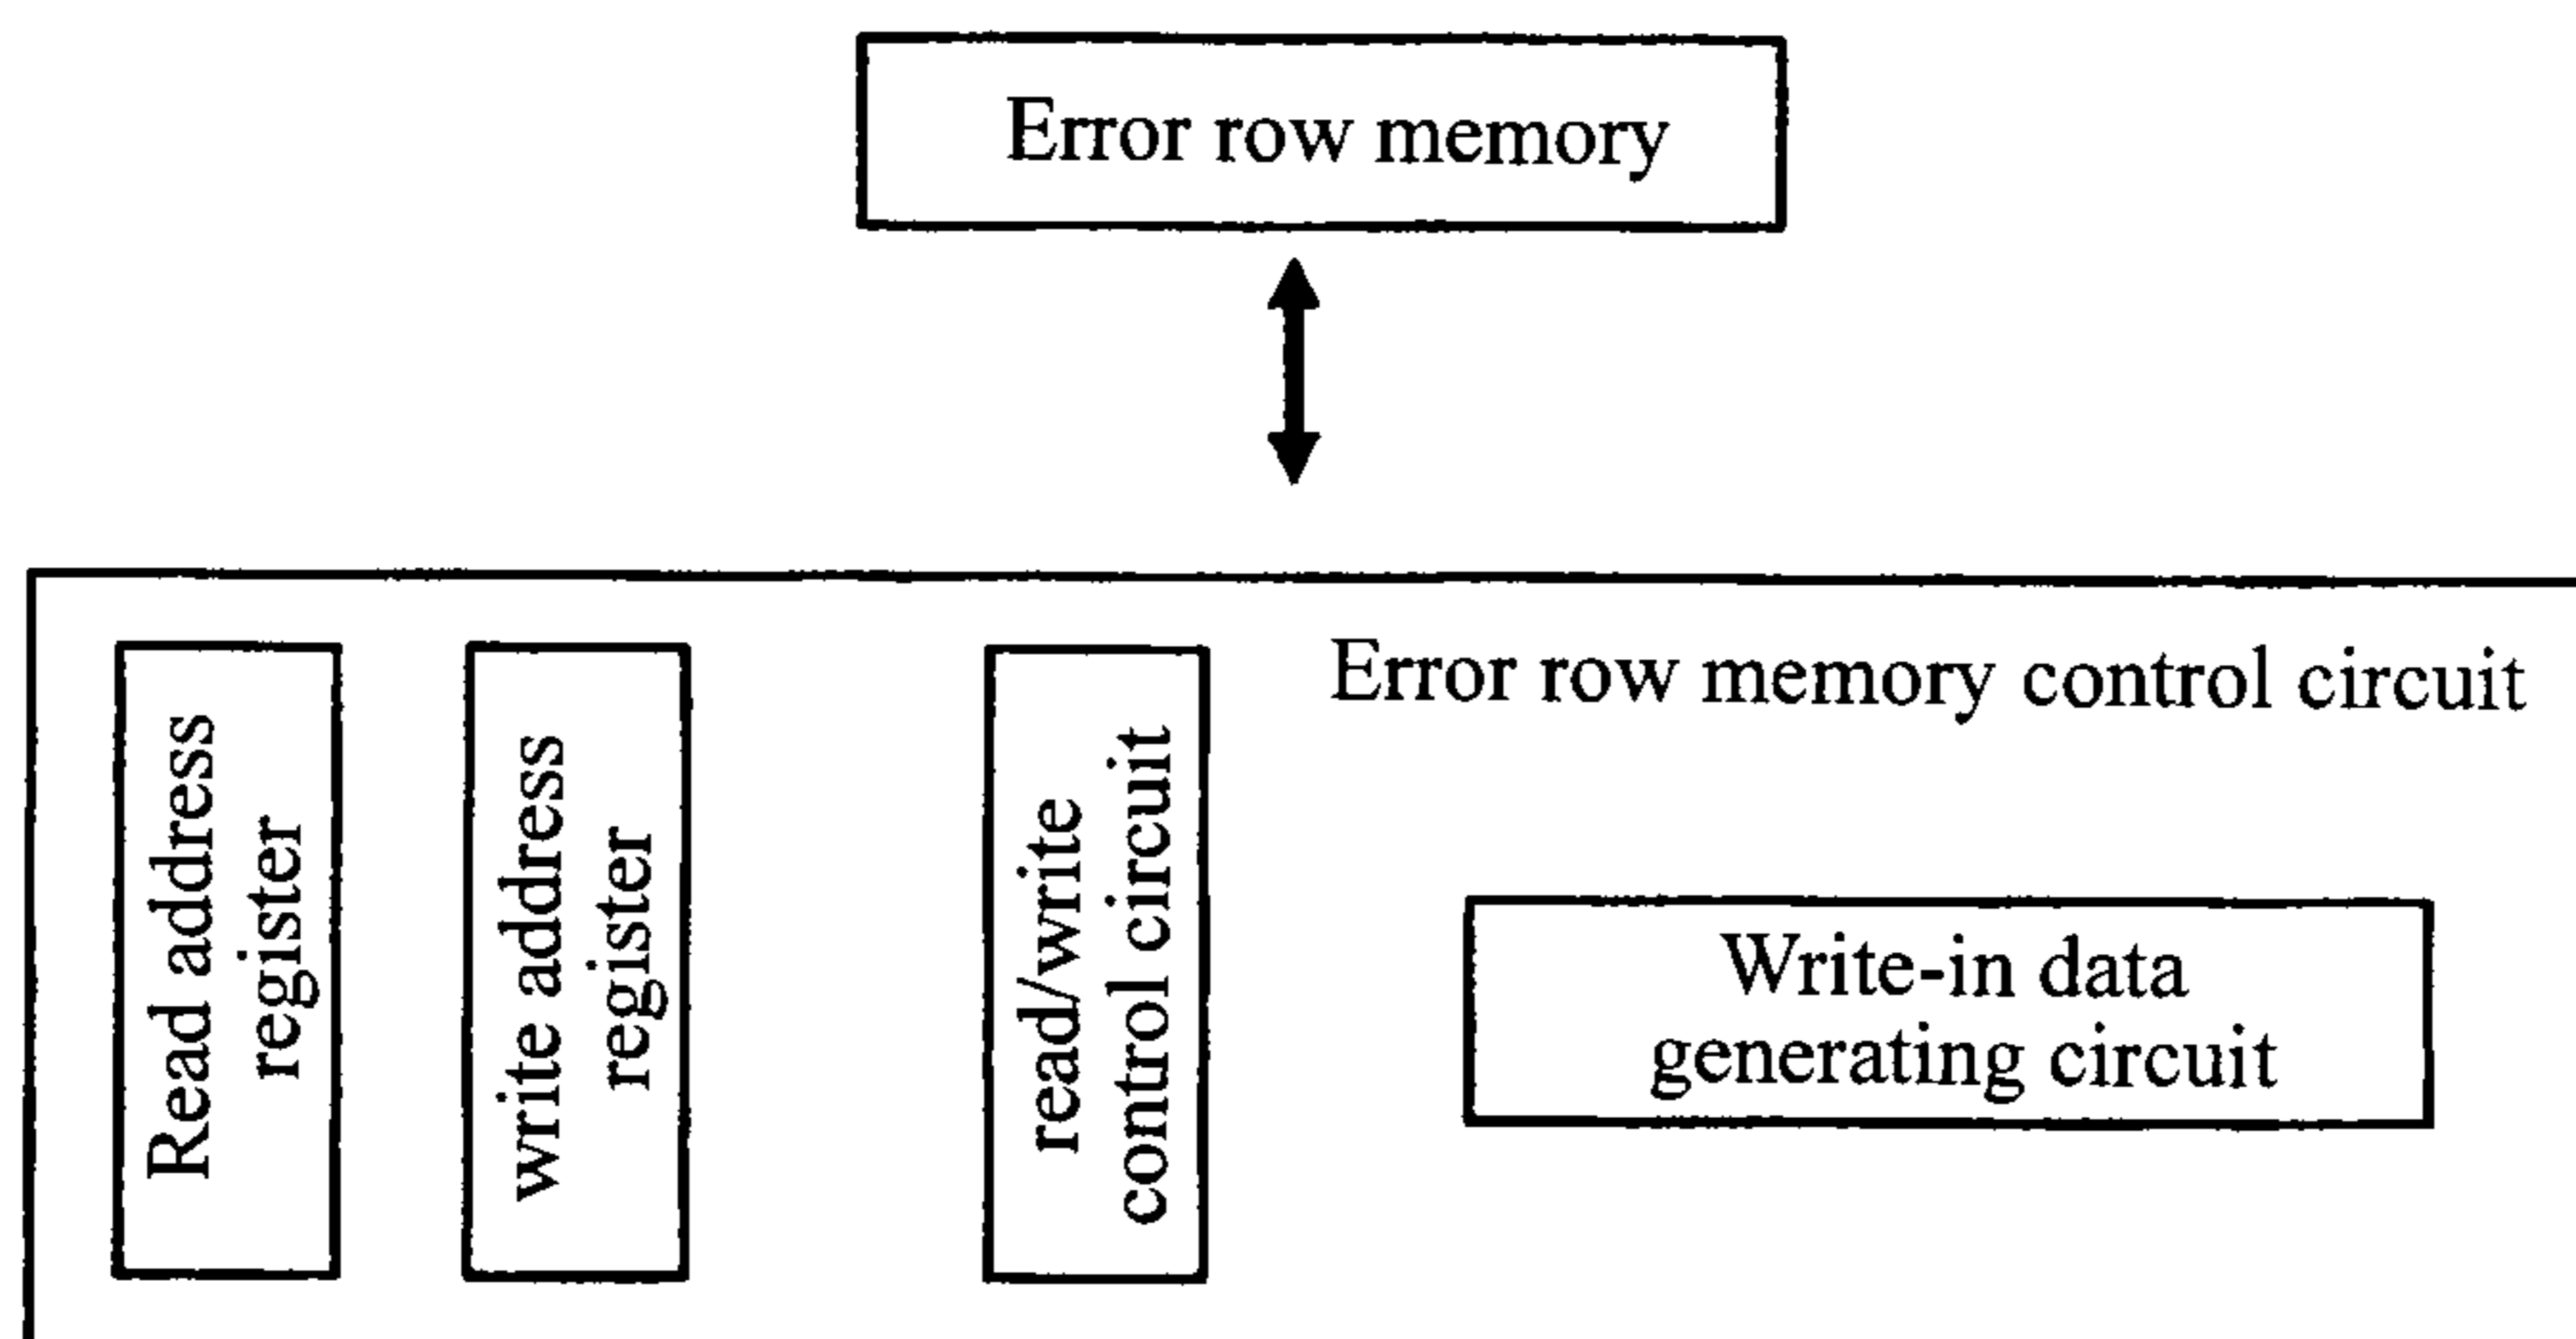 Error row memory
Error row memory control circuit
Read address
register
write address
register
read/write
control circuit
Write-in data
generating circuit